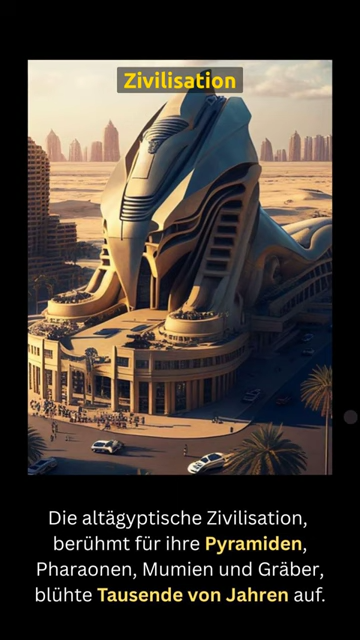 Zivilisation
Die altägyptische Zivilisation,
berühmt für ihre Pyramiden,
Pharaonen, Mumien und Gräber,
blühte Tausende von Jahren auf.